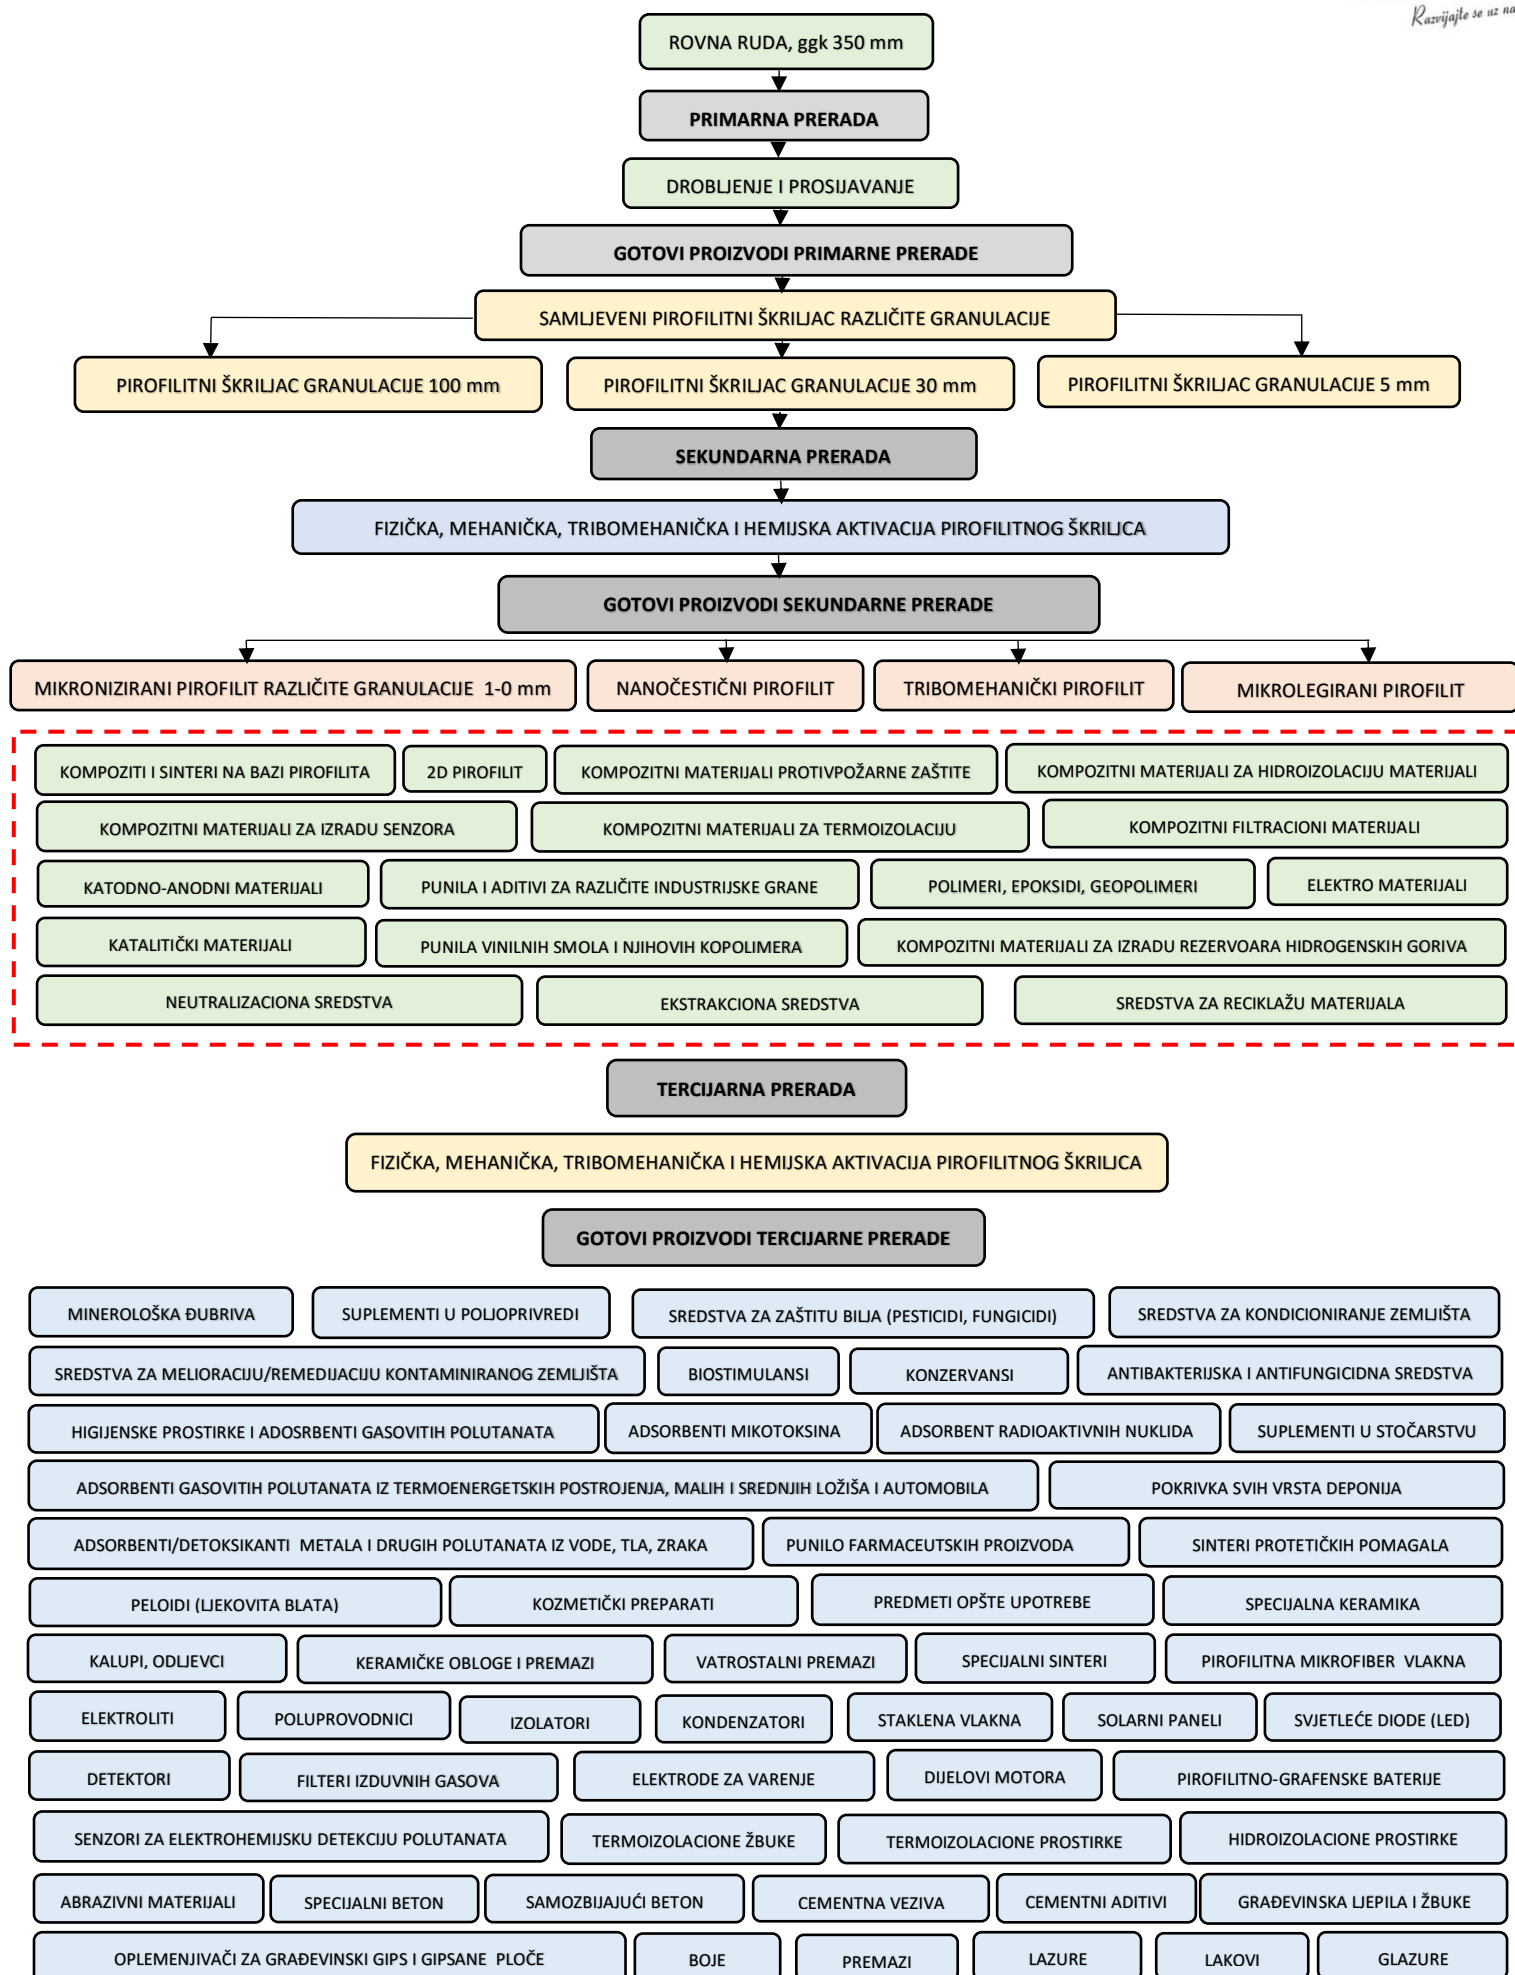 Razvijajte se uz na
ROVNA RUDA, ggk 350 mm
PRIMARNA PRERADA
DROBLJENJE I PROSIJAVANJE
GOTOVI PROIZVODI PRIMARNE PRERADE
SAMLJEVENI PIROFILITNI ŠKRILJAC RAZLIČITE GRANULACIJE
PIROFILITNI ŠKRILJAC GRANULACIJE 100 mm
PIROFILITNI ŠKRILJAC GRANULACIJE 30 mm
PIROFILITNI ŠKRILJAC GRANULACIJE 5 mm
SEKUNDARNA PRERADA
FIZIČKA, MEHANIČKA, TRIBOMEHANIČKA I HEMIJSKA AKTIVACIJA PIROFILITNOG ŠKRILJCA
GOTOVI PROIZVODI SEKUNDARNE PRERADE
MIKRONIZIRANI PIROFILIT RAZLIČITE GRANULACIJE 1-0 mm
NANOČESTIČNI PIROFILIT
TRIBOMEHANIČKI PIROFILIT
MIKROLEGIRANI PIROFILIT
KOMPOZITI I SINTERI NA BAZI PIROFILITA
2D PIROFILIT
KOMPOZITNI MATERIJALI PROTIVPOŽARNE ZAŠTITE
KOMPOZITNI MATERIJALI ZA HIDROIZOLACIJU MATERIJALI
KOMPOZITNI MATERIJALI ZA IZRADU SENZORA
KOMPOZITNI MATERIJALI ZA TERMOIZOLACIJU
KOMPOZITNI FILTRACIONI MATERIJALI
KATODNO-ANODNI MATERIJALI
PUNILA I ADITIVI ZA RAZLIČITE INDUSTRIJSKE GRANE
POLIMERI, EPOKSIDI, GEOPOLIMERI
ELEKTRO MATERIJALI
KATALITIČKI MATERIJALI
PUNILA VINILNIH SMOLA I NJIHOVIH KOPOLIMERA
KOMPOZITNI MATERIJALI ZA IZRADU REZERVOARA HIDROGENSKIH GORIVA
NEUTRALIZACIONA SREDSTVA
EKSTRAKCIONA SREDSTVA
SREDSTVA ZA RECIKLAŽU MATERIJALA
TERCIJARNA PRERADA
FIZIČKA, MEHANIČKA, TRIBOMEHANIČKA I HEMIJSKA AKTIVACIJA PIROFILITNOG ŠKRILJCA
GOTOVI PROIZVODI TERCIJARNE PRERADE
MINEROLOŠKA ĐUBRIVA
SUPLEMENTI U POLJOPRIVREDI
SREDSTVA ZA ZAŠTITU BILJA (PESTICIDI, FUNGICIDI)
SREDSTVA ZA KONDICIONIRANJE ZEMLJIŠTA
SREDSTVA ZA MELIORACIJU/REMEDIJACIJU KONTAMINIRANOG ZEMLJIŠTA
BIOSTIMULANSI
KONZERVANSI
ANTIBAKTERIJSKA I ANTIFUNGICIDNA SREDSTVA
HIGIJENSKE PROSTIRKE I ADOSRBENTI GASOVITIH POLUTANATA
ADSORBENTI MIKOTOKSINA
ADSORBENT RADIOAKTIVNIH NUKLIDA
SUPLEMENTI U STOČARSTVU
ADSORBENTI GASOVITIH POLUTANATA IZ TERMOENERGETSKIH POSTROJENJA, MALIH I SREDNJIH LOŽIŠA I AUTOMOBILA
POKRIVKA SVIH VRSTA DEPONIJA
ADSORBENTI/DETOKSIKANTI METALA I DRUGIH POLUTANATA IZ VODE, TLA, ZRAKA
PUNILO FARMACEUTSKIH PROIZVODA
SINTERI PROTETIČKIH POMAGALA
PELOIDI (LJEKOVITA BLATA)
KOZMETIČKI PREPARATI
PREDMETI OPŠTE UPOTREBE
SPECIJALNA KERAMIKA
KALUPI, ODLJEVCI
KERAMIČKE OBLOGE I PREMAZI
VATROSTALNI PREMAZI
SPECIJALNI SINTERI
PIROFILITNA MIKROFIBER VLAKNA
ELEKTROLITI
POLUPROVODNICI
IZOLATORI
KONDENZATORI
STAKLENA VLAKNA
SOLARNI PANELI
SVJETLEĆE DIODE (LED)
DETEKTORI
FILTERI IZDUVNIH GASOVA
ELEKTRODE ZA VARENJE
DIJELOVI MOTORA
PIROFILITNO-GRAFENSKE BATERIJE
SENZORI ZA ELEKTROHEMIJSKU DETEKCIJU POLUTANATA
TERMOIZOLACIONE ŽBUKE
TERMOIZOLACIONE PROSTIRKE
HIDROIZOLACIONE PROSTIRKE
ABRAZIVNI MATERIJALI
SPECIJALNI BETON
SAMOZBIJAJUĆI BETON
CEMENTNA VEZIVA
CEMENTNI ADITIVI
GRAĐEVINSKA LJEPILA I ŽBUKE
OPLEMENJIVAČI ZA GRAĐEVINSKI GIPS I GIPSANE PLOČE
BOJE
PREMAZI
LAZURE
LAKOVI
GLAZURE